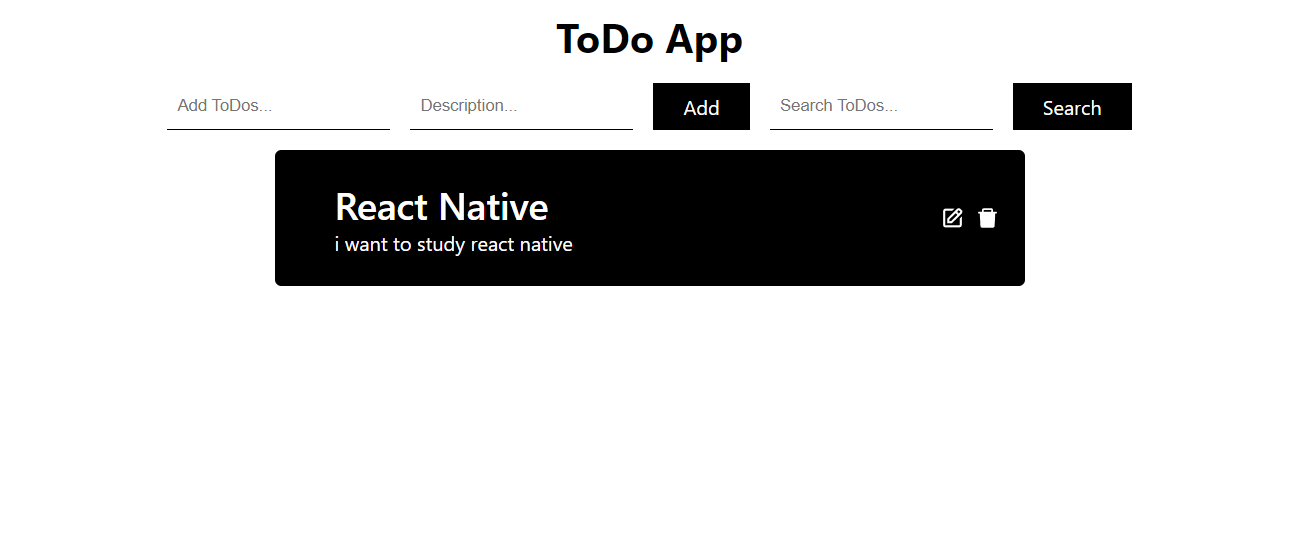 ToDo App
Add ToDos... Description... Add Search ToDos... Search
React Native
i want to study react native